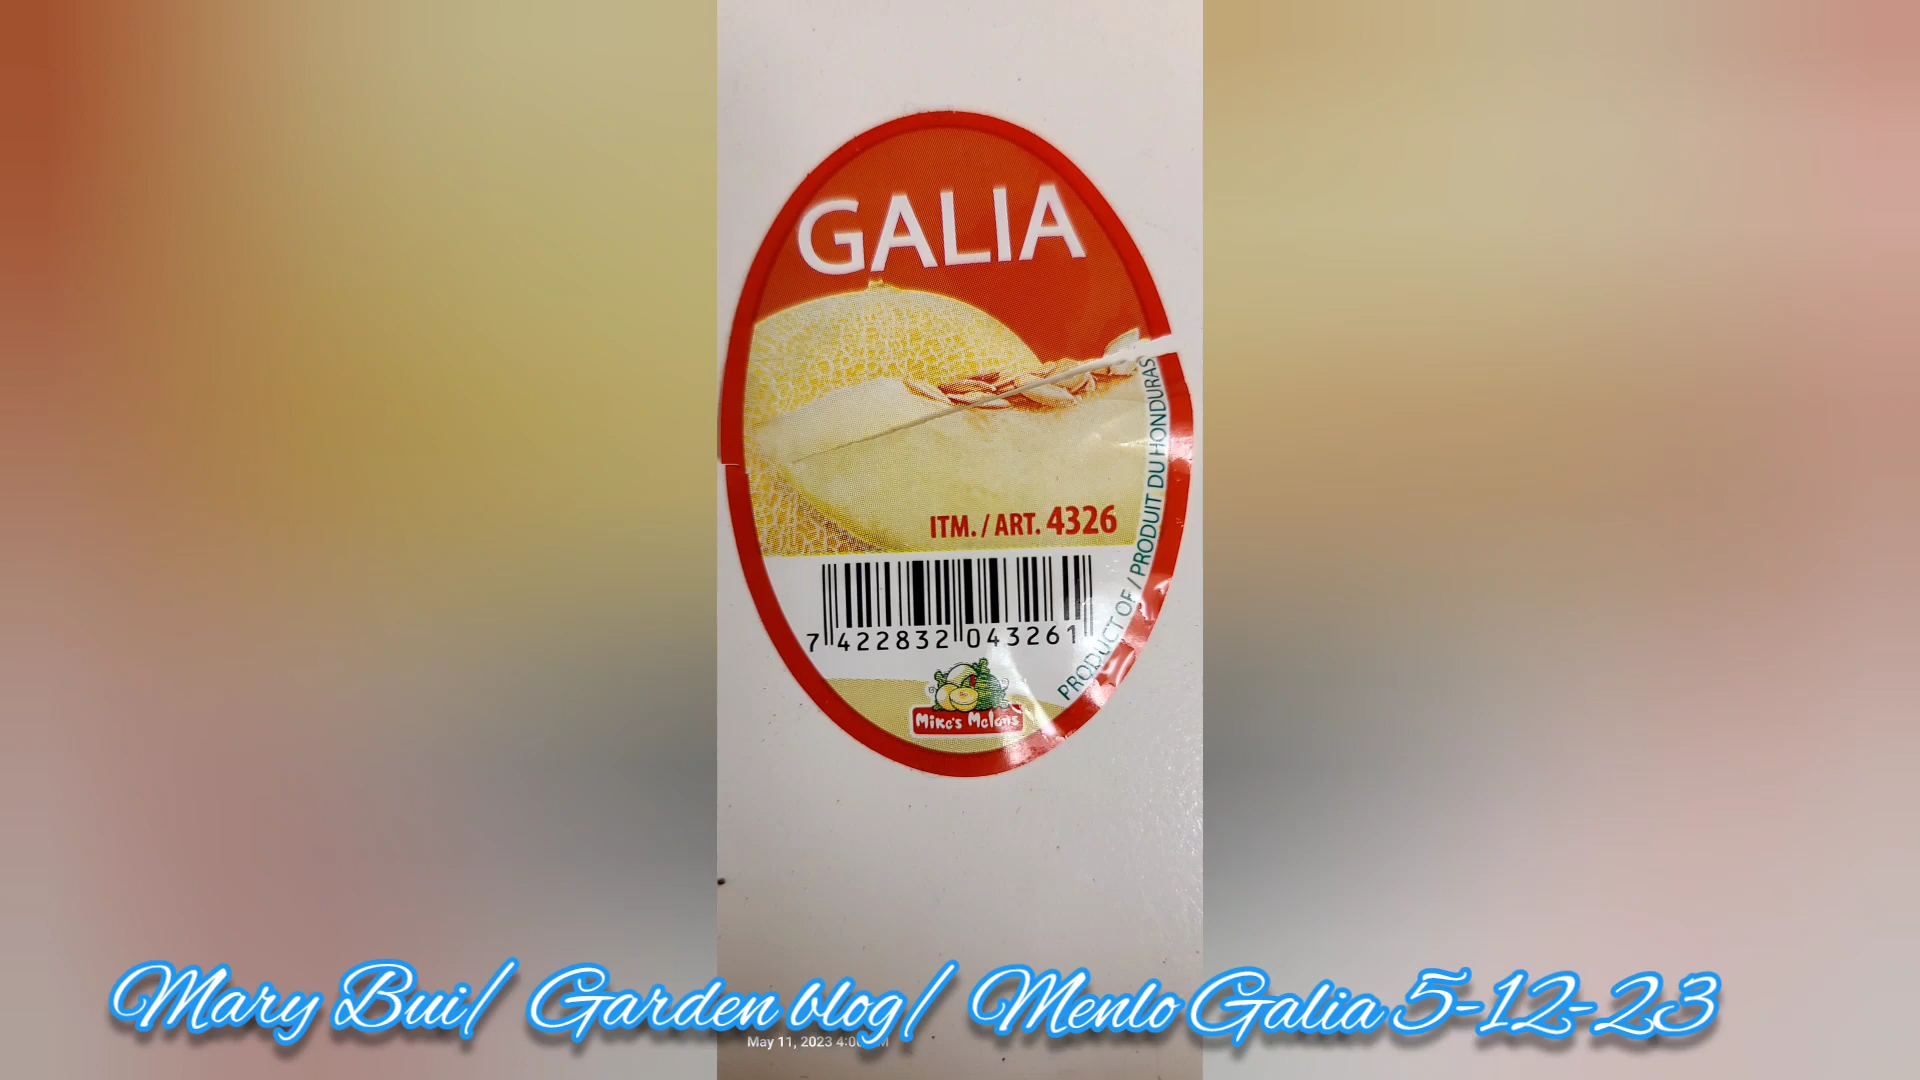 GALIA
ITM. / ART. 4326
7 422832 043261
PRODUCT OF / PRODUIT DU HONDURAS
Mike's Melons
Mary Bui/ Garden blog/ Menlo Galia 5-12-23
May 11, 2023